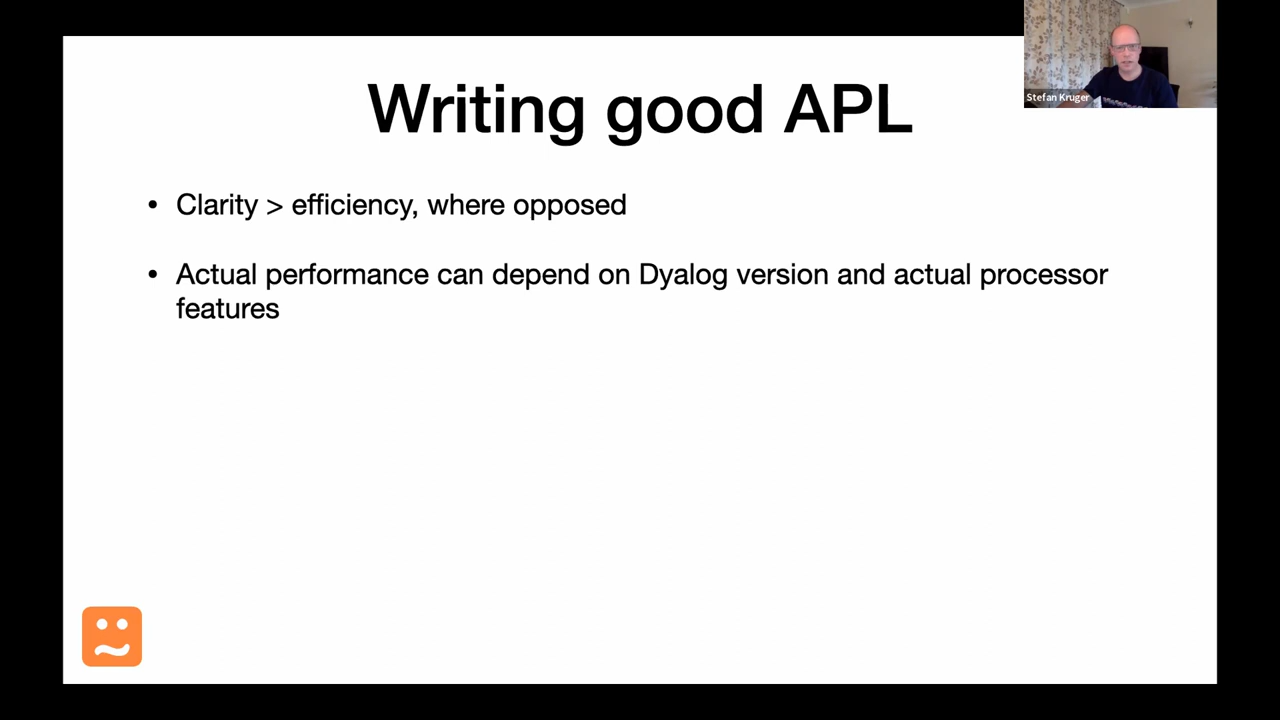 Writing good APL
Stefan Kruger
• Clarity > efficiency, where opposed
• Actual performance can depend on Dyalog version and actual processor
features